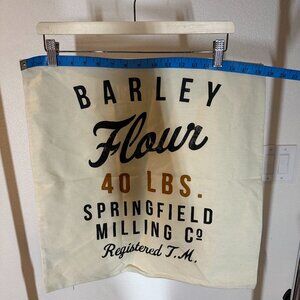 BARLEY
Flour
40 LBS.
SPRINGFIELD
MILLING Cº
Registered T.M.